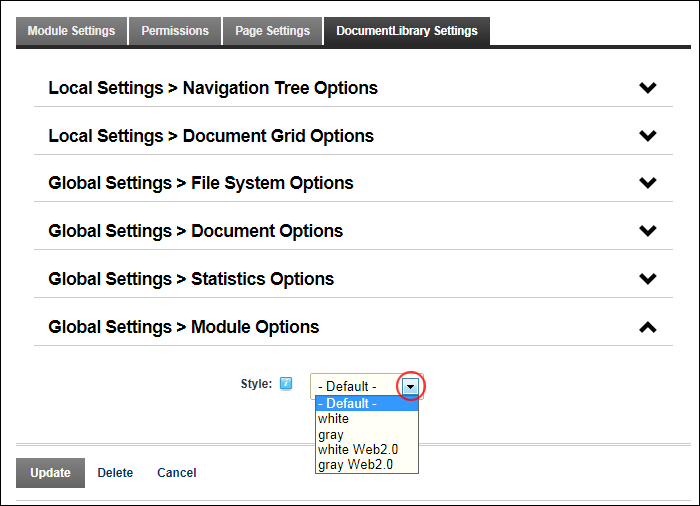 Module Settings Permissions Page Settings DocumentLibrary Settings
Local Settings > Navigation Tree Options
Local Settings > Document Grid Options
Global Settings > File System Options
Global Settings > Document Options
Global Settings > Statistics Options
Global Settings > Module Options
Style: - Default -
- Default -
white
gray
white Web2.0
gray Web2.0
Update Delete Cancel